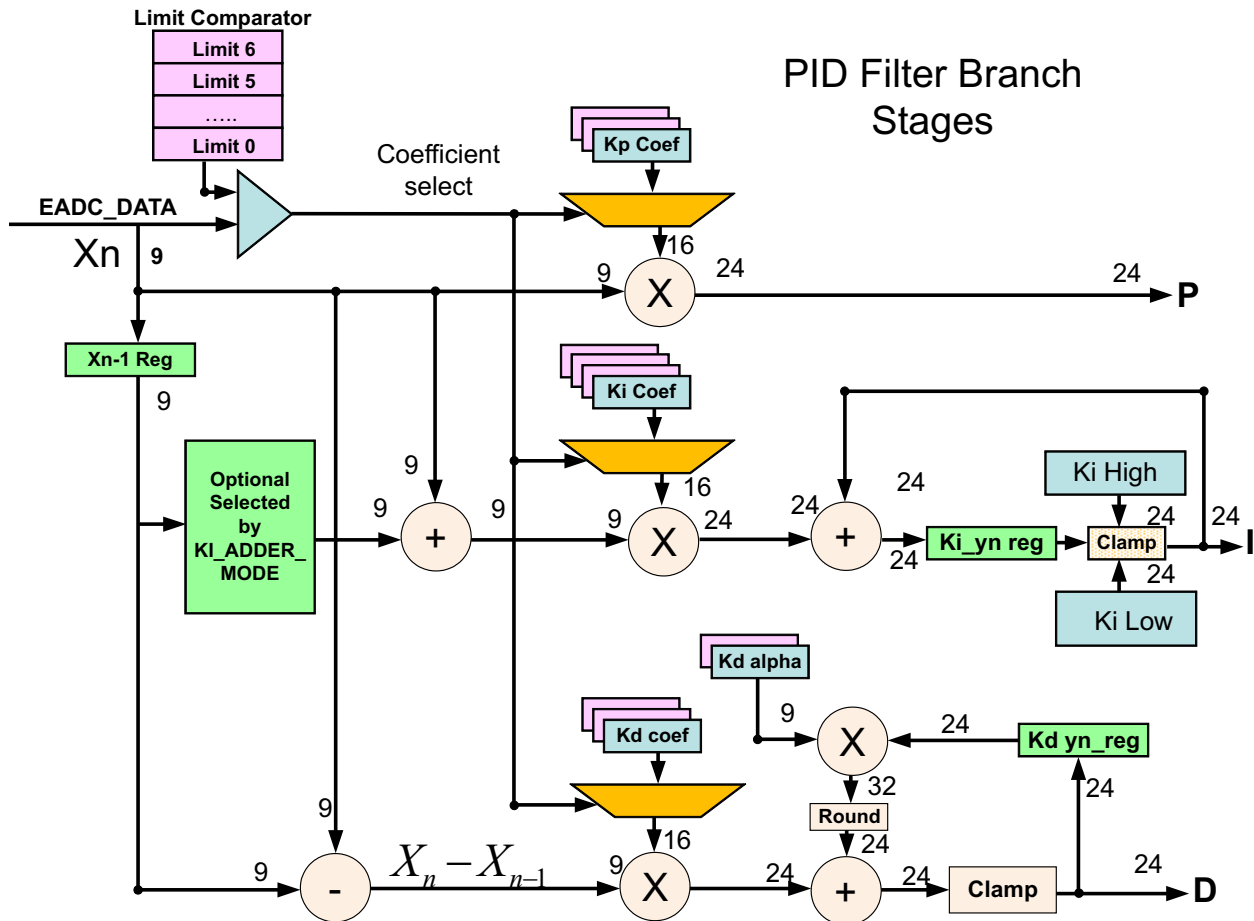 Limit Comparator
Limit 6
Limit 5
.....
Limit 0
PID Filter Branch
Stages
Kp Coef
Coefficient
select
EADC_DATA
Xn
9
16
9
X
24
24
P
Xn-1 Reg
9
Ki Coef
Optional
Selected
by
KI_ADDER_
MODE
9
9
+
9
16
9
X
24
24
+
24
24
Ki_yn reg
Ki High
24
Clamp
24
24
I
Ki Low
Kd alpha
9
X
24
Kd yn_reg
24
32
Round
24
Kd coef
16
9
9
-
Xn – Xn–1
9
X
24
+
24
Clamp
24
D